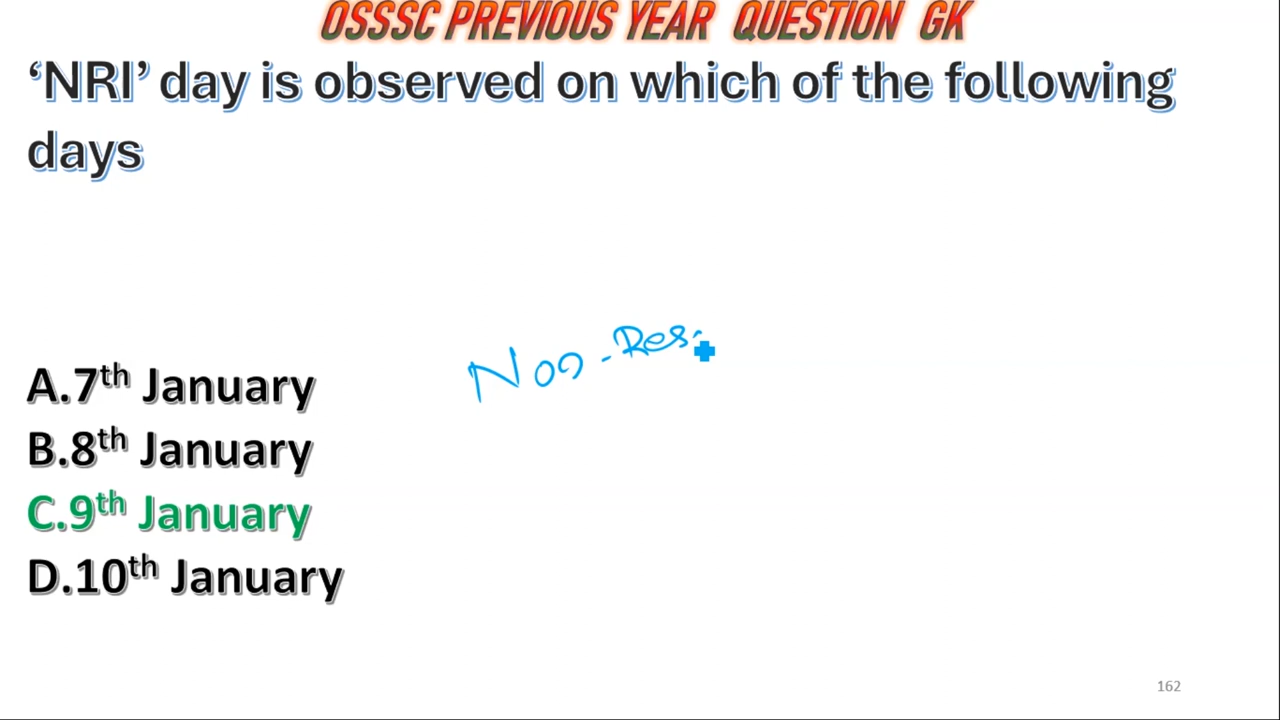 OSSSC PREVIOUS YEAR QUESTION GK
‘NRI’ day is observed on which of the following
days
Non-Res
A.7th January
B.8th January
C.9th January
D.10th January
162